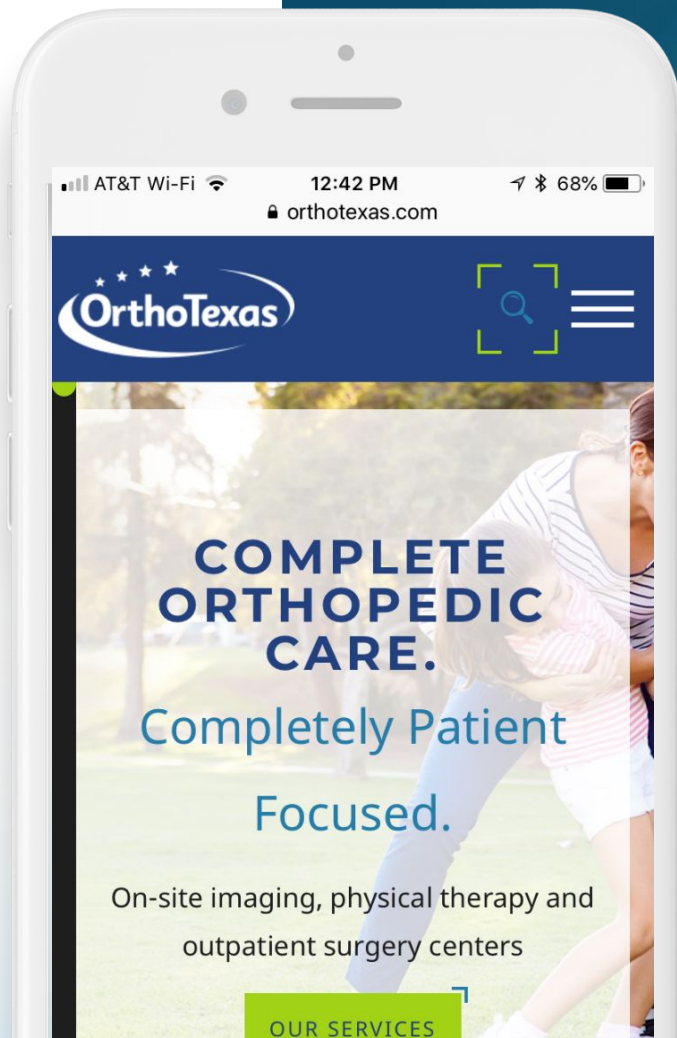 AT&T Wi-Fi 12:42 PM 68%
orthotexas.com
OrthoTexas
COMPLETE
ORTHOPEDIC
CARE.
Completely Patient
Focused.
On-site imaging, physical therapy and
outpatient surgery centers
OUR SERVICES